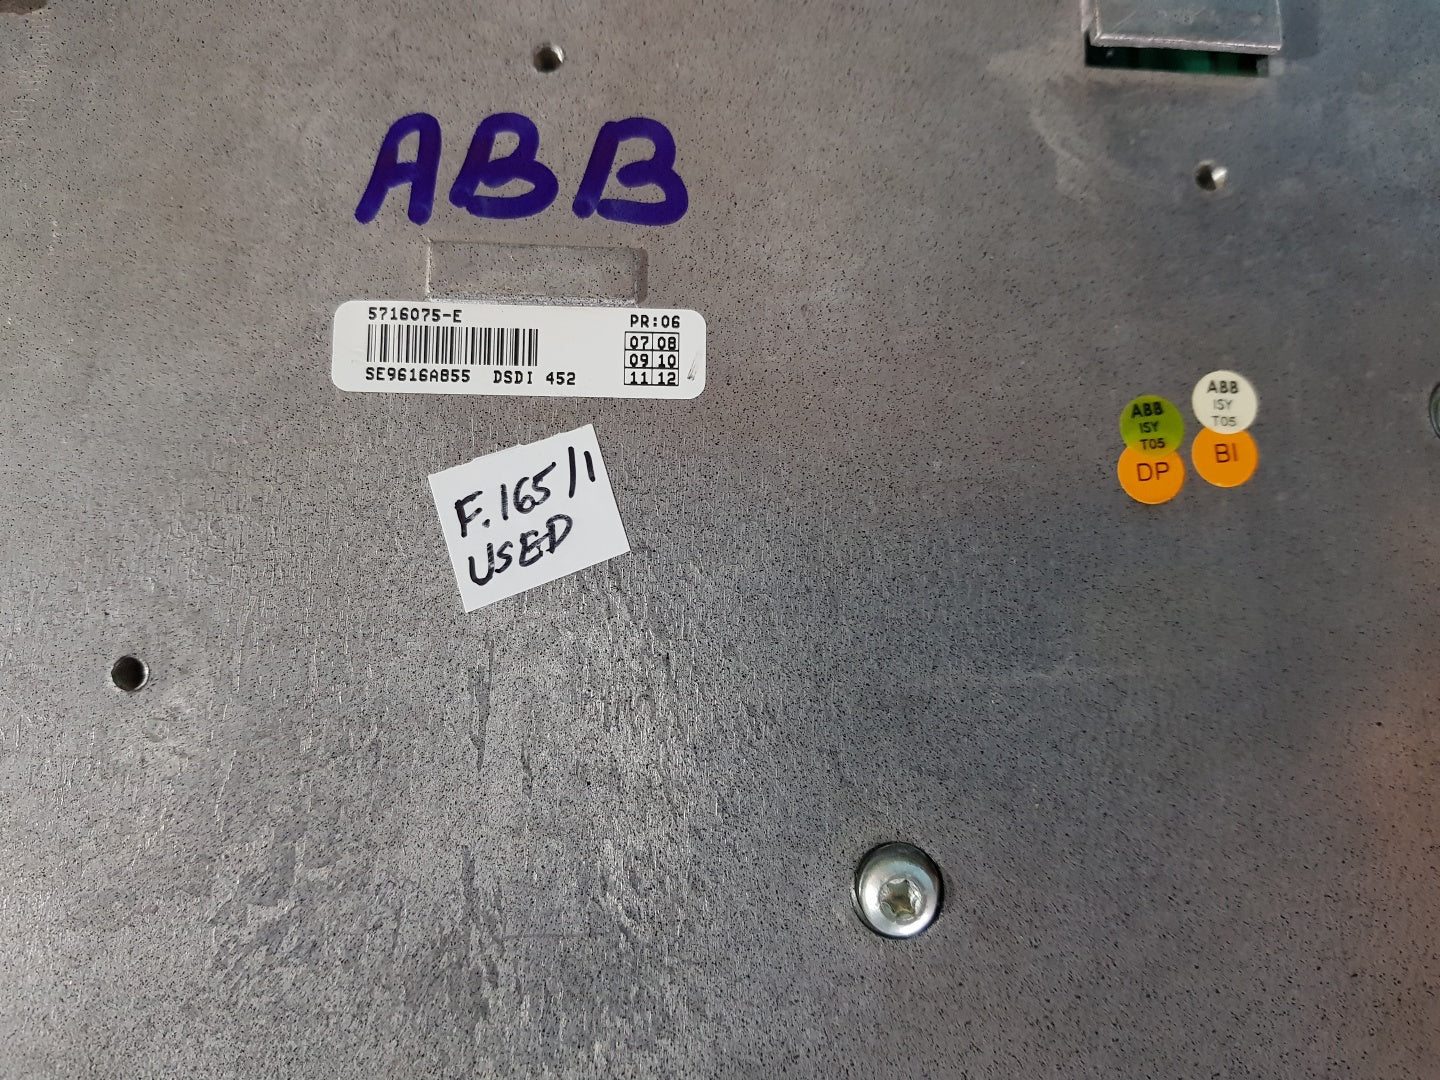 ABB
5716075-E
PR:06
07 08
09 10
11 12
SE9616AB55 DSDI 452
ABB
ISY
T05
BI
ABB
ISY
T05
DP
F.165/1
USED